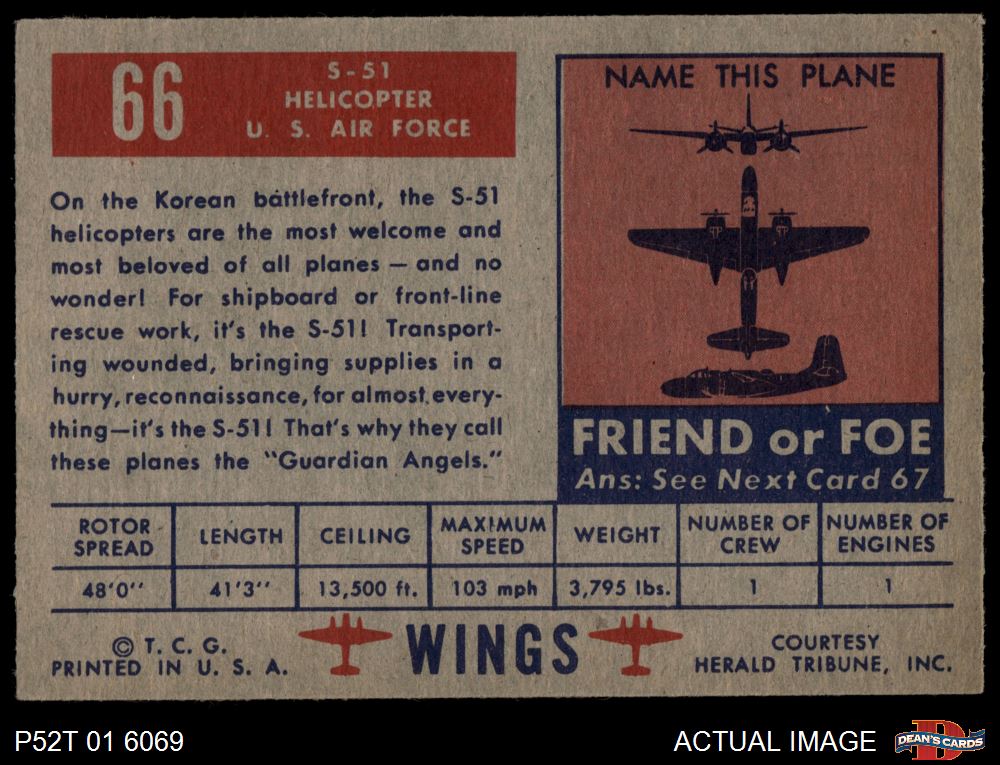 66
S-51
HELICOPTER
U. S. AIR FORCE
On the Korean battlefront, the S-51
helicopters are the most welcome and
most beloved of all planes — and no
wonder! For shipboard or front-line
rescue work, it's the S-51! Transport-
ing wounded, bringing supplies in a
hurry, reconnaissance, for almost every-
thing—it's the S-51! That's why they call
these planes the "Guardian Angels."
NAME THIS PLANE
FRIEND or FOE
Ans: See Next Card 67
ROTOR SPREAD LENGTH CEILING MAXIMUM SPEED WEIGHT NUMBER OF CREW NUMBER OF ENGINES
48'0'' 41'3'' 13,500 ft. 103 mph 3,795 lbs. 1 1
© T. C. G.
PRINTED IN U. S. A.
WINGS
COURTESY
HERALD TRIBUNE, INC.
P52T 01 6069
ACTUAL IMAGE
D
DEAN'S CARDS